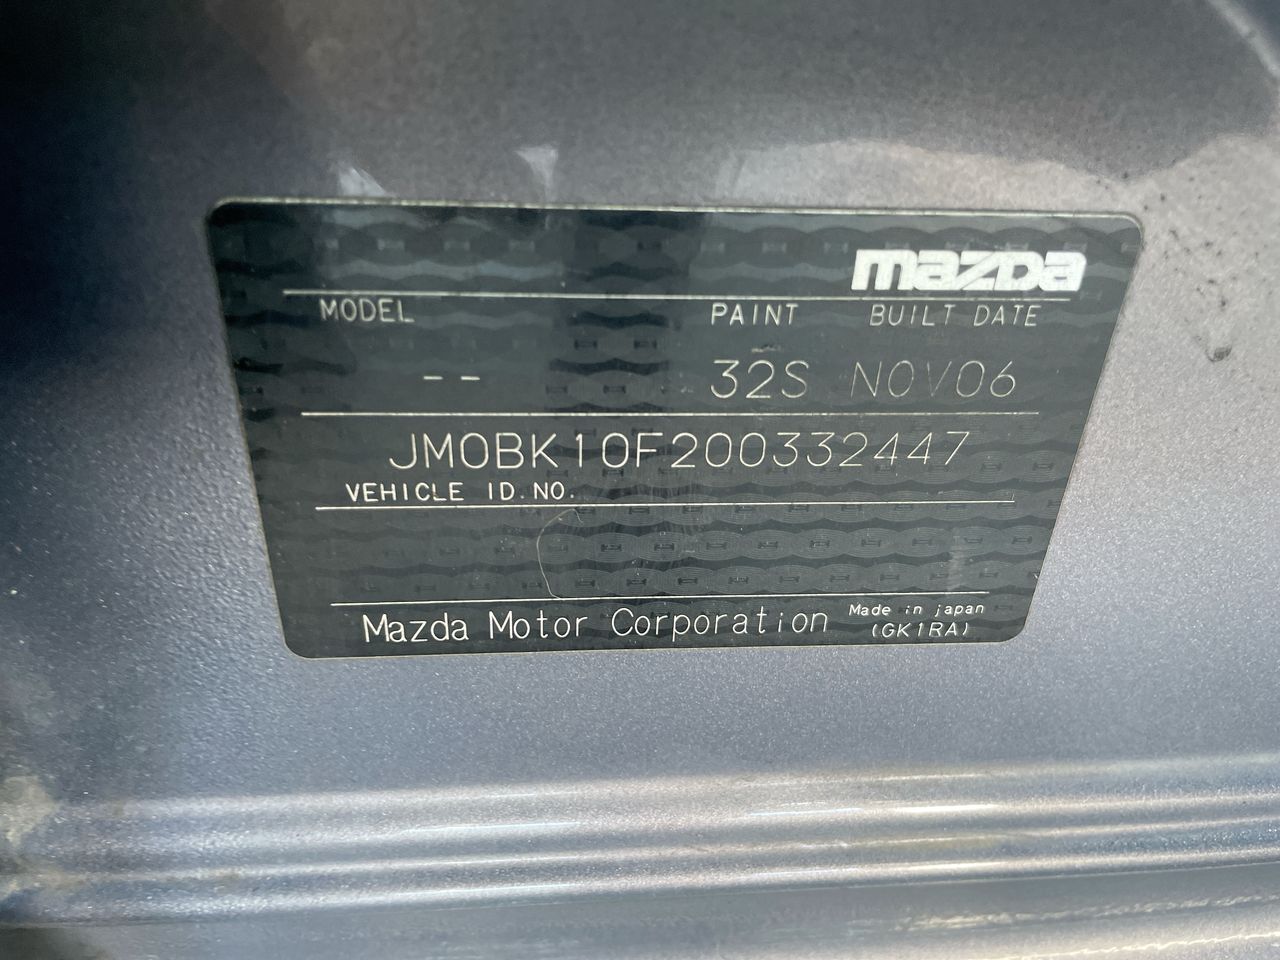 mazda
MODEL PAINT BUILT DATE
-- 32S NOV06
JM0BK10F200332447
VEHICLE ID.NO.
Mazda Motor Corporation Made in japan
(GK1RA)